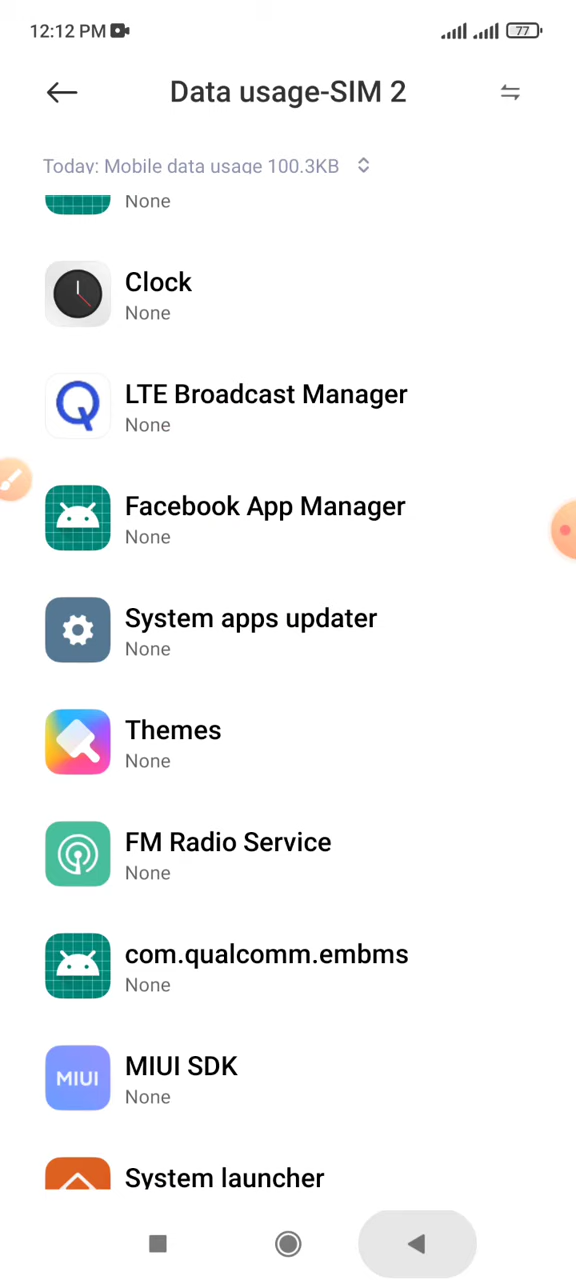 12:12 PM
77
Data usage-SIM 2
Today: Mobile data usage 100.3KB
None
Clock
None
LTE Broadcast Manager
None
Facebook App Manager
None
System apps updater
None
Themes
None
FM Radio Service
None
com.qualcomm.embms
None
MIUI
MIUI SDK
None
System launcher